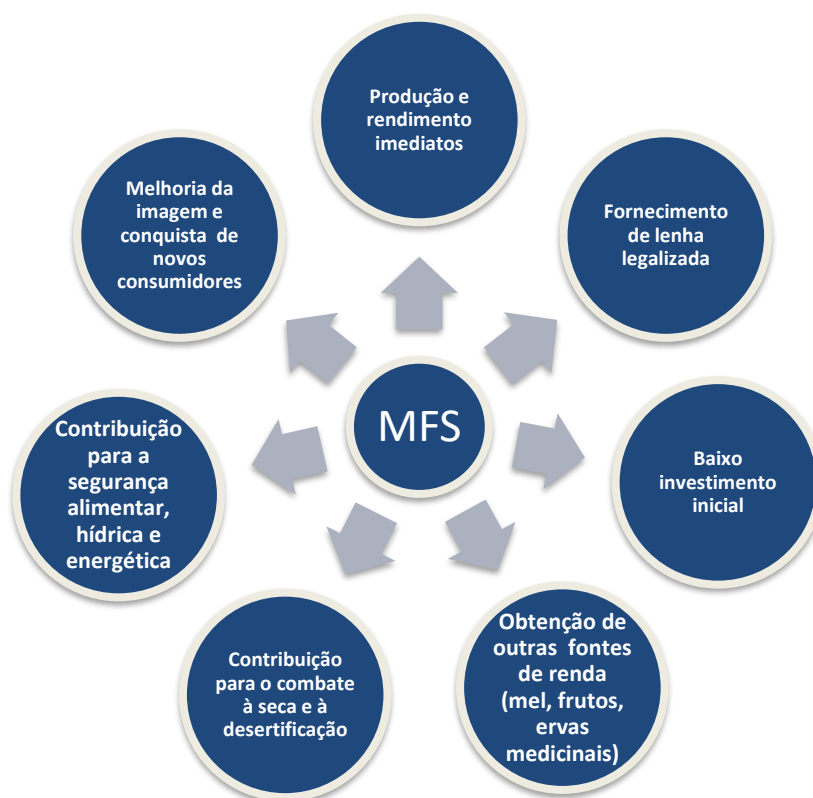 Produção e
rendimento
imediatos
Fornecimento
de lenha
legalizada
Baixo
investimento
inicial
Obtenção de
outras fontes
de renda
(mel, frutos,
ervas
medicinais)
Contribuição
para o combate
à seca e à
desertificação
Contribuição
para a
segurança
alimentar,
hídrica e
energética
Melhoria da
imagem e
conquista de
novos
consumidores
MFS